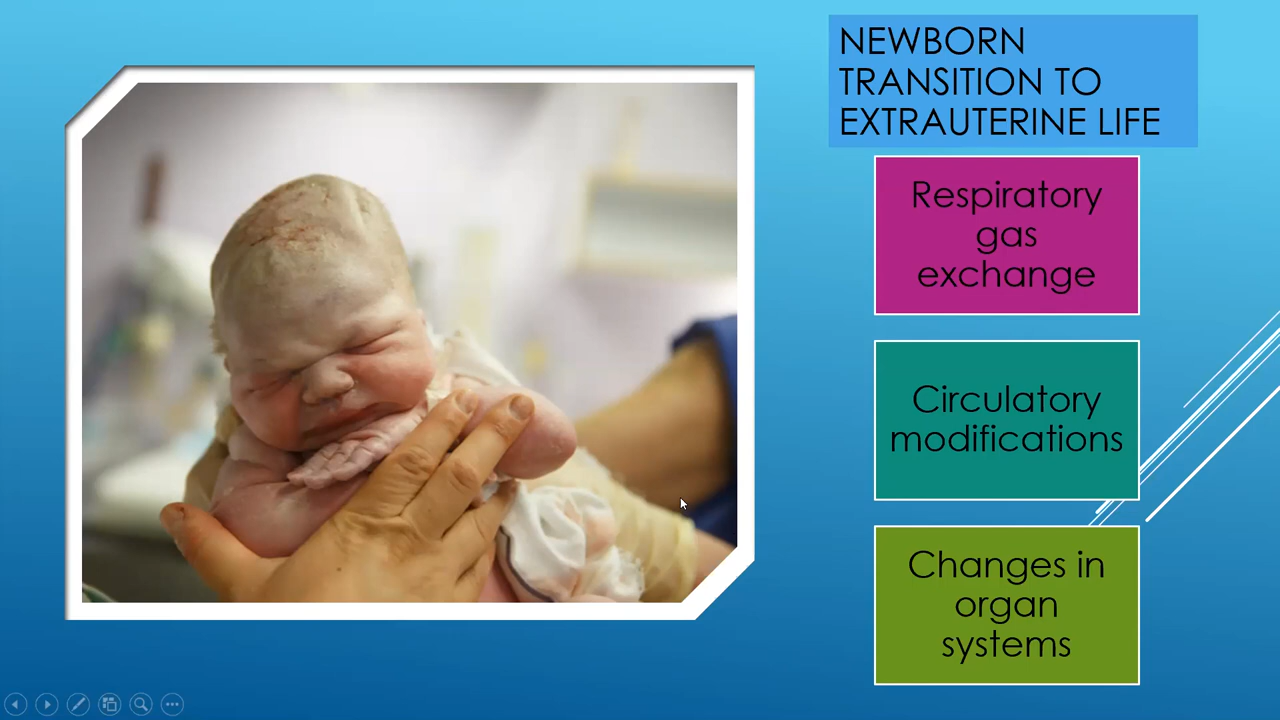 NEWBORN
TRANSITION TO
EXTRAUTERINE LIFE
Respiratory
gas
exchange
Circulatory
modifications
Changes in
organ
systems